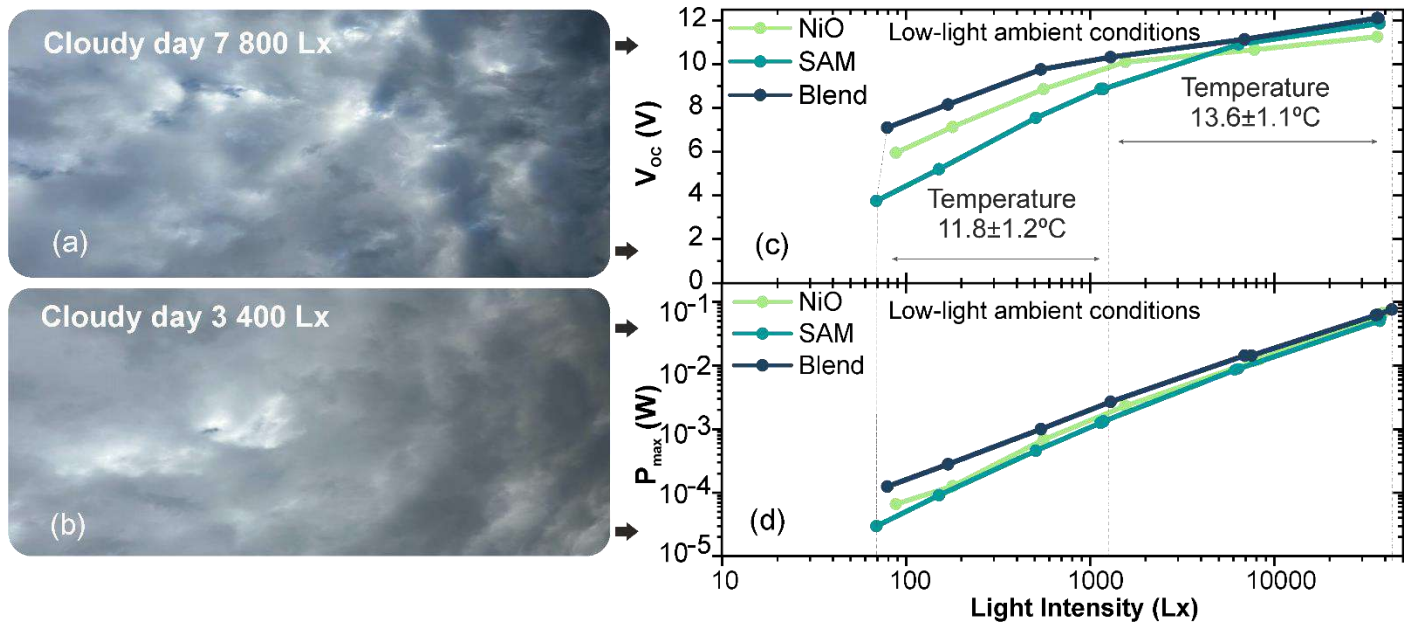 Cloudy day 7 800 Lx
(a)
Cloudy day 3 400 Lx
(b)
NiO
SAM
Blend
Low-light ambient conditions
Temperature
13.6±1.1ºC
Temperature
11.8±1.2ºC
(c)
V_OC (V)
12
10
8
6
4
2
0
NiO
SAM
Blend
Low-light ambient conditions
(d)
P_max (W)
10⁻¹
10⁻²
10⁻³
10⁻⁴
10⁻⁵
10
100
1000
10000
Light Intensity (Lx)